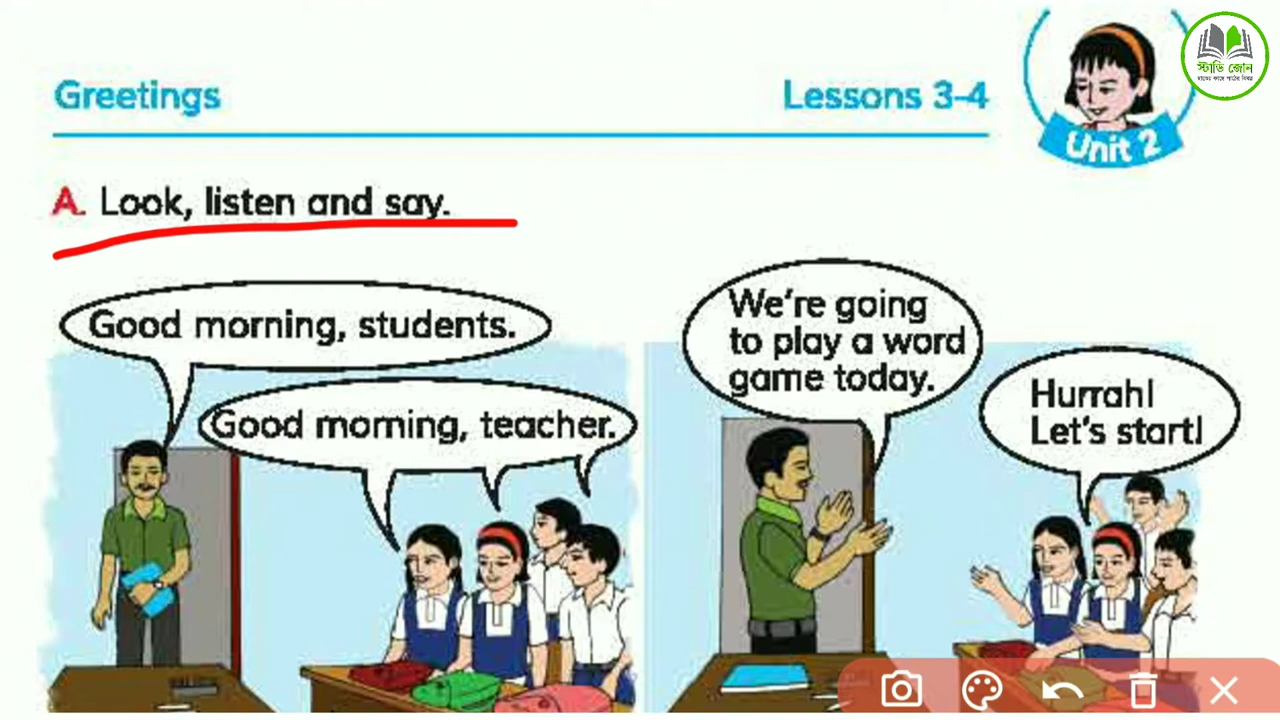 Greetings
Lessons 3-4
Unit 2
স্টাডি জোন
A. Look, listen and say.
Good morning, students.
Good morning, teacher.
We're going
to play a word
game today.
Hurrah!
Let's start!